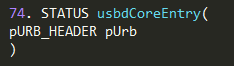 74. STATUS usbdCoreEntry(
pURB_HEADER pUrb
)